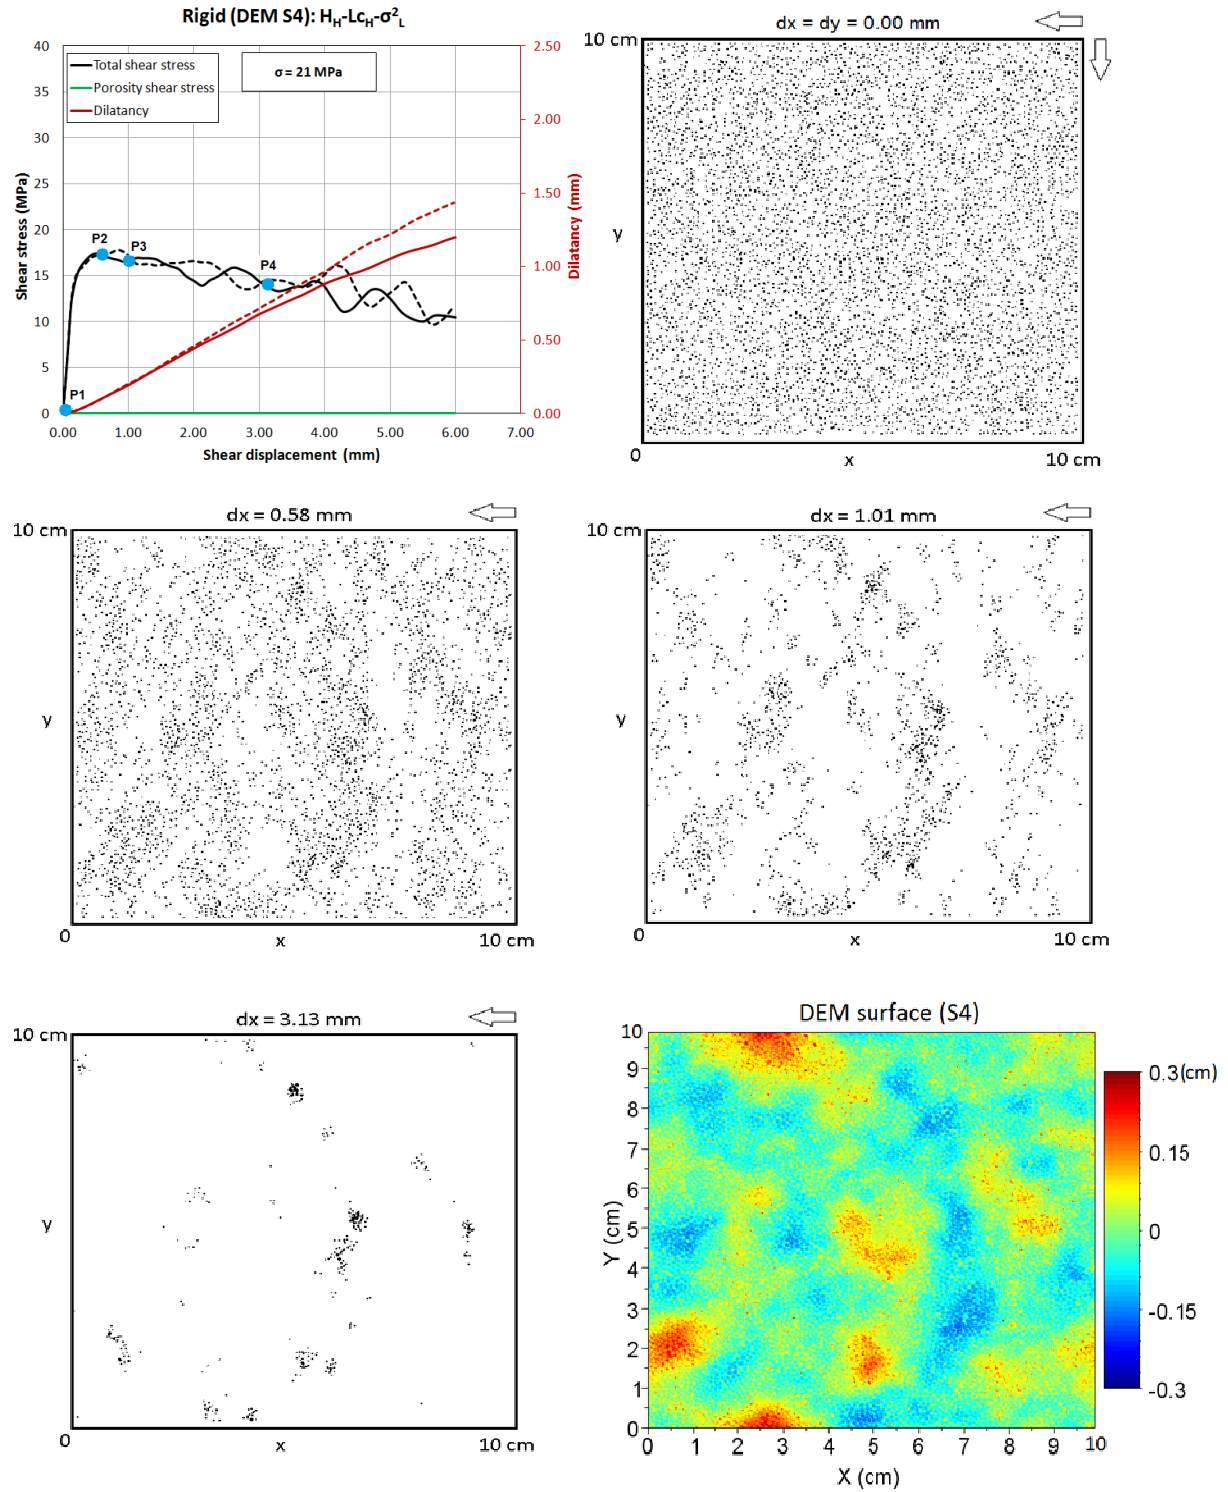 Rigid (DEM S4): H_H-Lc_H-σ²_L
40
35
30
25
20
15
10
5
0
Shear stress (MPa)
Total shear stress
Porosity shear stress
Dilatancy
σ = 21 MPa
P1
P2
P3
P4
2.50
2.00
1.50
1.00
0.50
0.00
Dilatancy (mm)
0.00 1.00 2.00 3.00 4.00 5.00 6.00 7.00
Shear displacement (mm)
dx = dy = 0.00 mm
10 cm
y
0 x 10 cm
dx = 0.58 mm
10 cm
y
0 x 10 cm
dx = 1.01 mm
10 cm
y
0 x 10 cm
dx = 3.13 mm
10 cm
y
0 x 10 cm
DEM surface (S4)
10
9
8
7
6
5
4
3
2
1
0
Y (cm)
0 1 2 3 4 5 6 7 8 9 10
X (cm)
0.3(cm)
0.15
0
-0.15
-0.3